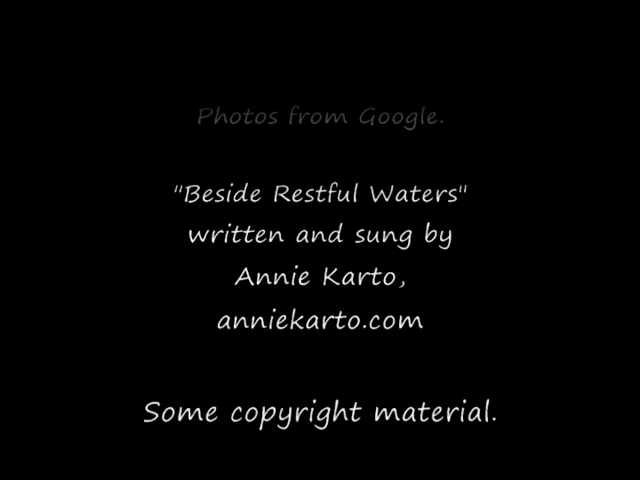 Photos from Google.
"Beside Restful Waters"
written and sung by
Annie Karto,
anniekarto.com
Some copyright material.